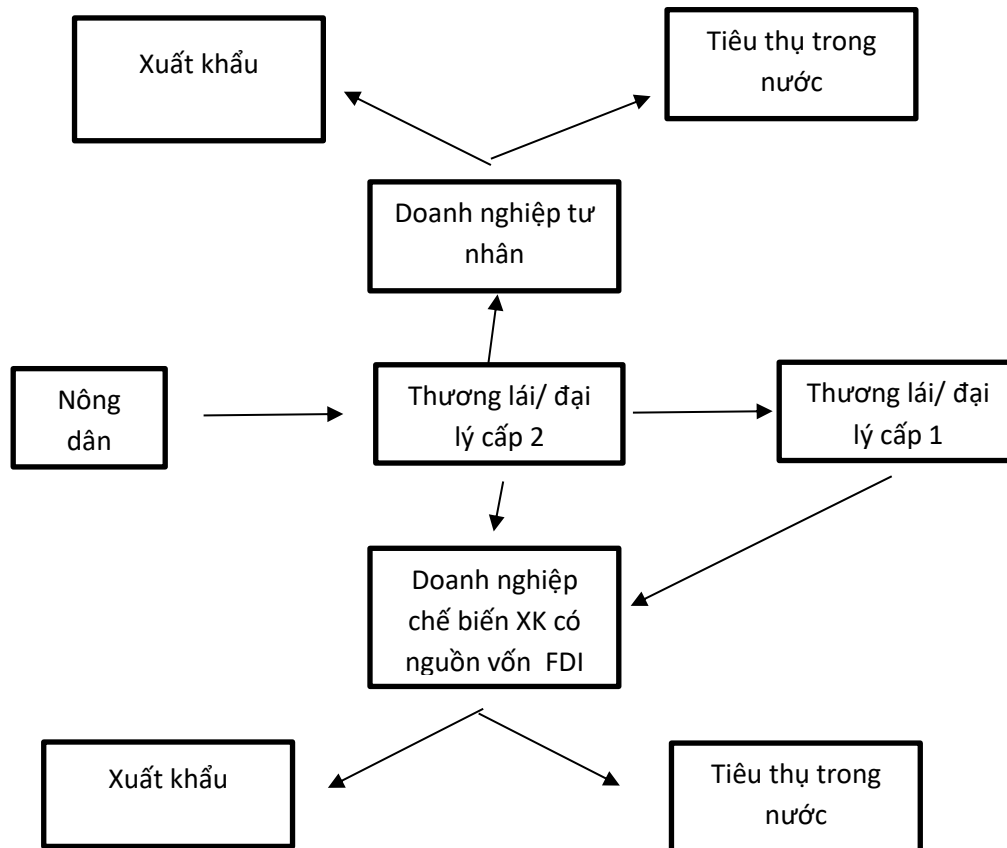 Xuất khẩu
Tiêu thụ trong
nước
Doanh nghiệp tư
nhân
Nông
dân
Thương lái/ đại
lý cấp 2
Thương lái/ đại
lý cấp 1
Doanh nghiệp
chế biến XK có
nguồn vốn FDI
Xuất khẩu
Tiêu thụ trong
nước